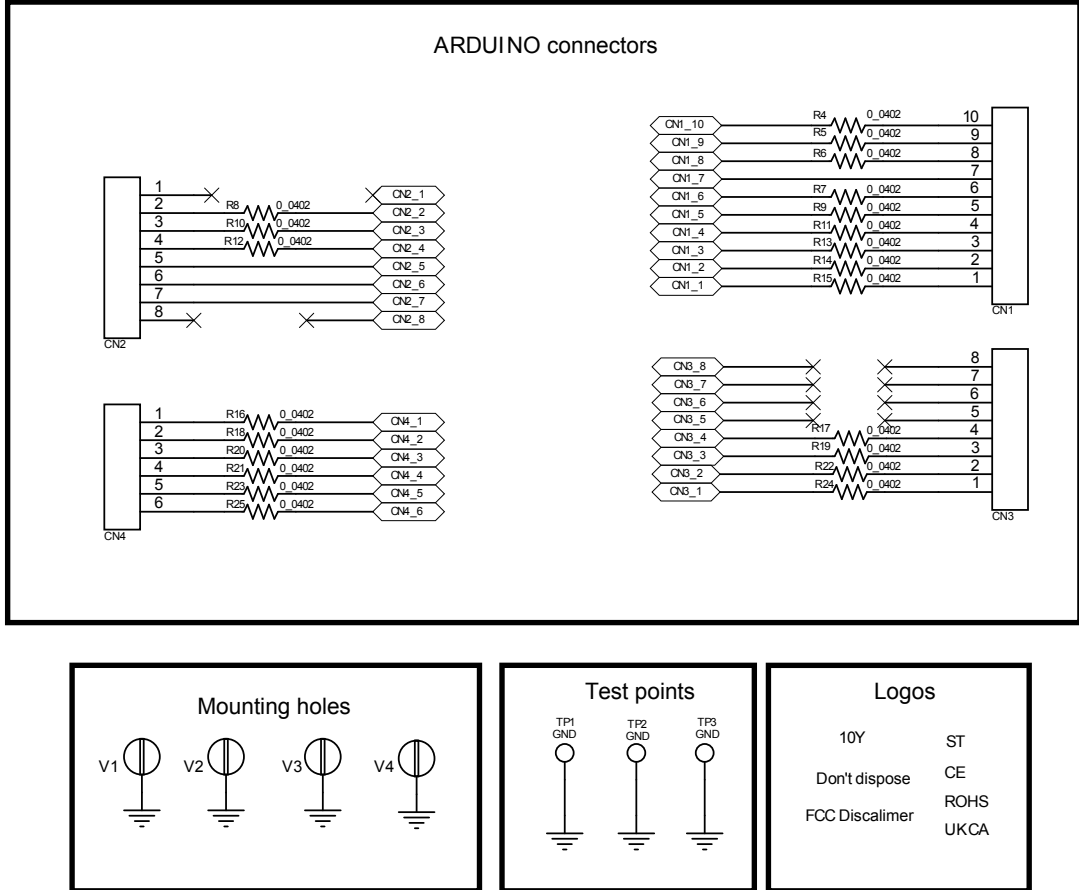 ARDUINO connectors
1
2 R8 0_0402
3 R10 0_0402
4 R12 0_0402
5
6
7
8
CN2
CN2_1
CN2_2
CN2_3
CN2_4
CN2_5
CN2_6
CN2_7
CN2_8
CN1_10 R4 0_0402 10
CN1_9 R5 0_0402 9
CN1_8 R6 0_0402 8
CN1_7 7
CN1_6 R7 0_0402 6
CN1_5 R9 0_0402 5
CN1_4 R11 0_0402 4
CN1_3 R13 0_0402 3
CN1_2 R14 0_0402 2
CN1_1 R15 0_0402 1
CN1
1 R16 0_0402 CN4_1
2 R18 0_0402 CN4_2
3 R20 0_0402 CN4_3
4 R21 0_0402 CN4_4
5 R23 0_0402 CN4_5
6 R25 0_0402 CN4_6
CN4
CN3_8 8
CN3_7 7
CN3_6 6
CN3_5 5
CN3_4 R17 0_0402 4
CN3_3 R19 0_0402 3
CN3_2 R22 0_0402 2
CN3_1 R24 0_0402 1
CN3
Mounting holes
V1 V2 V3 V4
Test points
TP1 TP2 TP3
GND GND GND
Logos
10Y
Don't dispose
FCC Discalimer
ST
CE
ROHS
UKCA